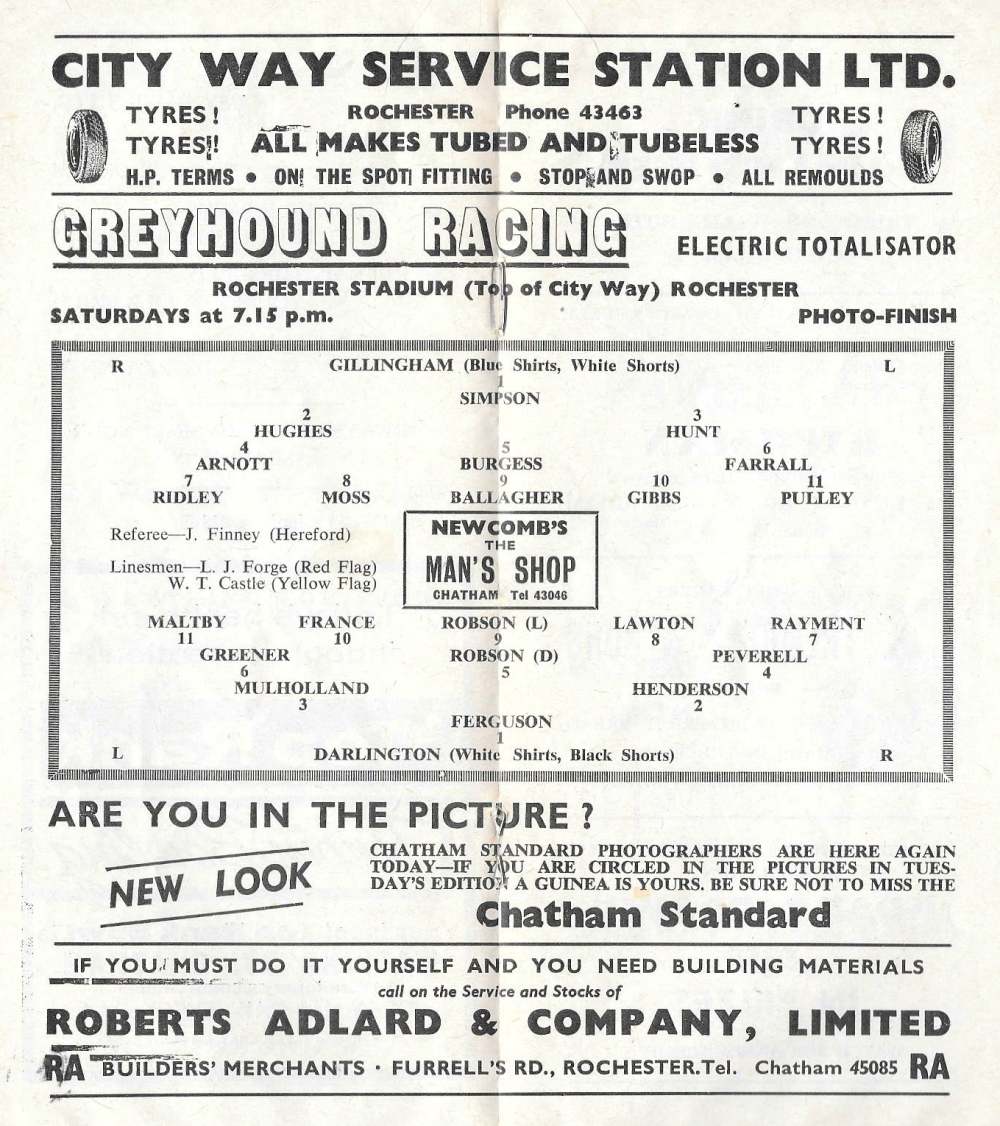 CITY WAY SERVICE STATION LTD.
TYRES! ROCHESTER Phone 43463 TYRES!
TYRES!! ALL MAKES TUBED AND TUBELESS TYRES!
H.P. TERMS • ON THE SPOT FITTING • STOP AND SWOP • ALL REMOULDS
GREYHOUND RACING ELECTRIC TOTALISATOR
ROCHESTER STADIUM (Top of City Way) ROCHESTER
SATURDAYS at 7.15 p.m. PHOTO-FINISH
R GILLINGHAM (Blue Shirts, White Shorts) L
1
SIMPSON
2 3
HUGHES HUNT
4 5 6
ARNOTT BURGESS FARRALL
7 8 9 10 11
RIDLEY MOSS BALLAGHER GIBBS PULLEY
Referee—J. Finney (Hereford)
Linesmen—L. J. Forge (Red Flag)
W. T. Castle (Yellow Flag)
NEWCOMB'S
THE
MAN'S SHOP
CHATHAM Tel 43046
MALTBY FRANCE ROBSON (L) LAWTON RAYMENT
11 10 9 8 7
GREENER ROBSON (D) PEVERELL
6 5 4
MULHOLLAND HENDERSON
3 2
FERGUSON
1
L DARLINGTON (White Shirts, Black Shorts) R
ARE YOU IN THE PICTURE?
NEW LOOK
CHATHAM STANDARD PHOTOGRAPHERS ARE HERE AGAIN
TODAY—IF YOU ARE CIRCLED IN THE PICTURES IN TUES-
DAY'S EDITION A GUINEA IS YOURS. BE SURE NOT TO MISS THE
Chatham Standard
IF YOU MUST DO IT YOURSELF AND YOU NEED BUILDING MATERIALS
call on the Service and Stocks of
ROBERTS ADLARD & COMPANY, LIMITED
RA BUILDERS' MERCHANTS · FURRELL'S RD., ROCHESTER. Tel. Chatham 45085 RA